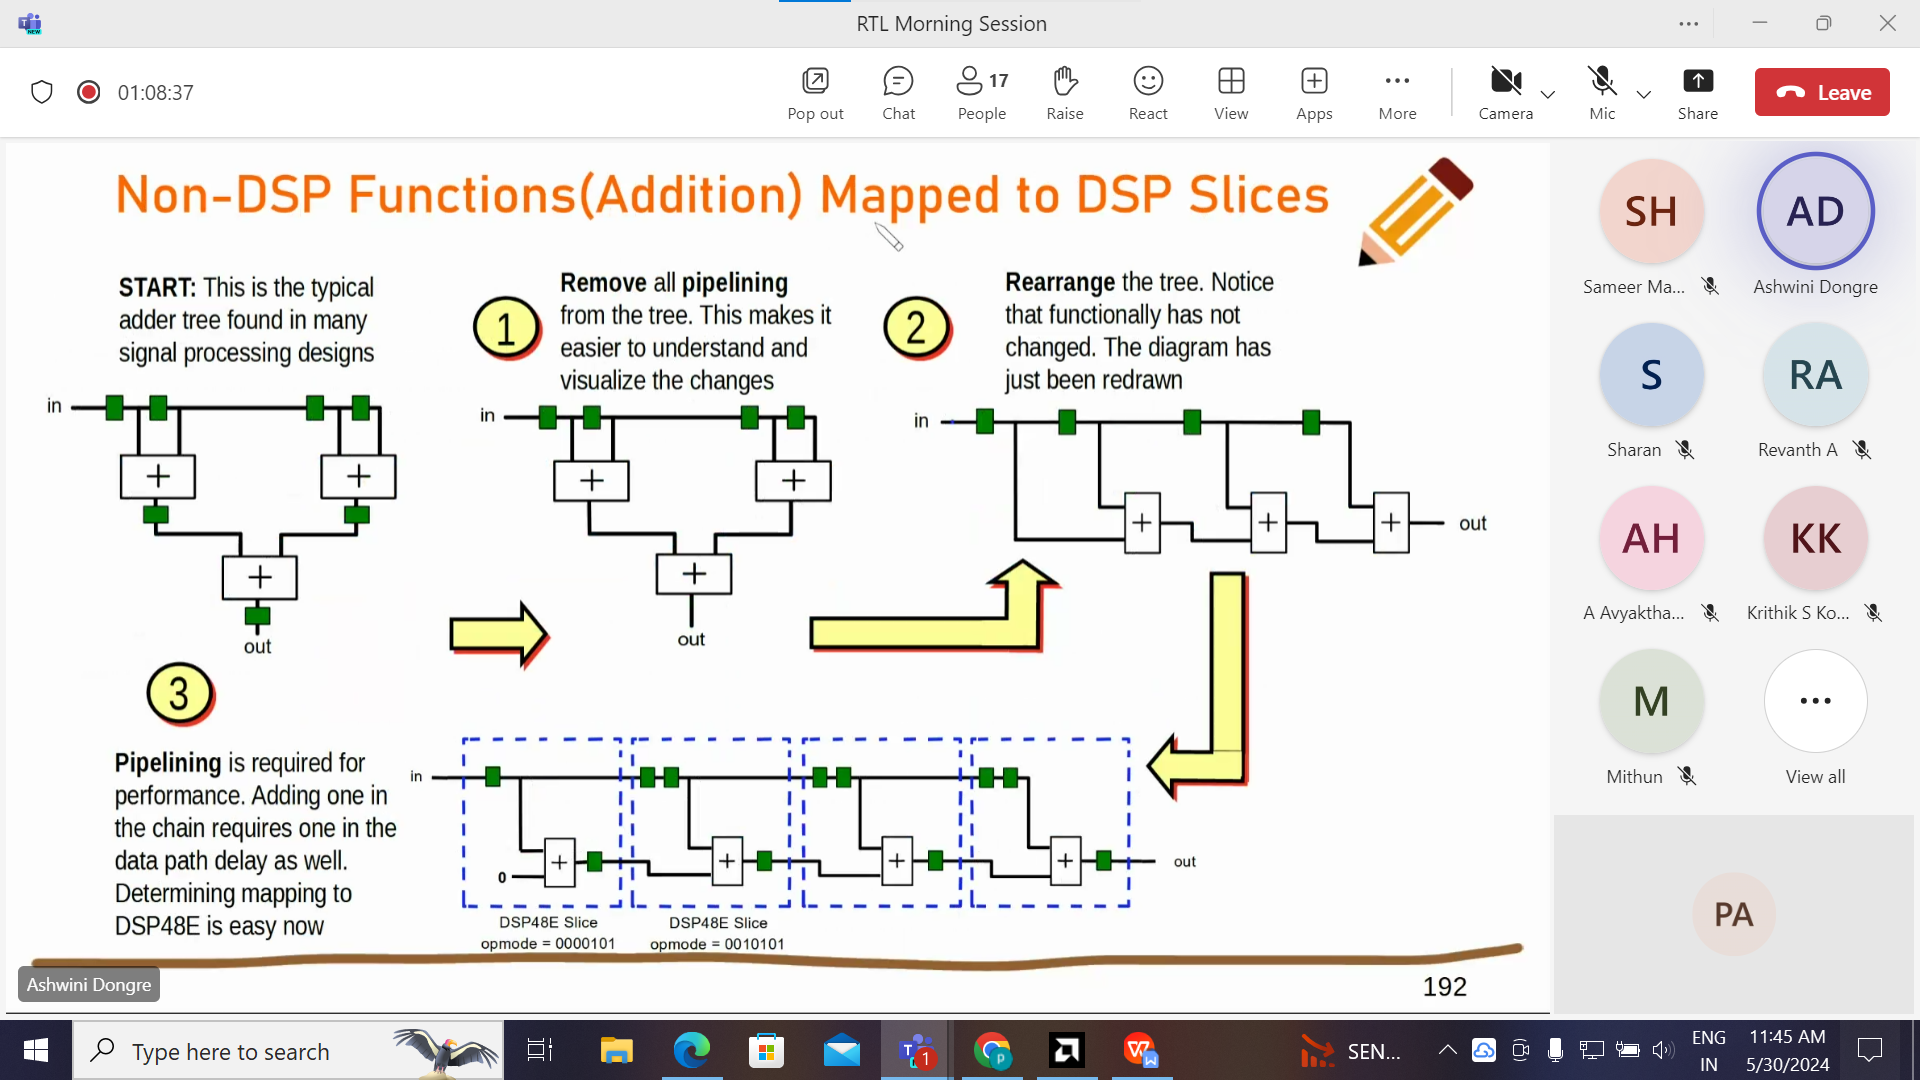 RTL Morning Session
01:08:37
Pop out
Chat
17
People
Raise
React
View
Apps
More
Camera
Mic
Share
Leave
Non-DSP Functions(Addition) Mapped to DSP Slices
START: This is the typical
adder tree found in many
signal processing designs
in
+
+
+
out
1
Remove all pipelining
from the tree. This makes it
easier to understand and
visualize the changes
in
+
+
+
out
2
Rearrange the tree. Notice
that functionally has not
changed. The diagram has
just been redrawn
in
+
+
+
out
3
Pipelining is required for
performance. Adding one in
the chain requires one in the
data path delay as well.
Determining mapping to
DSP48E is easy now
in
0
+
+
+
+
out
DSP48E Slice
opmode = 0000101
DSP48E Slice
opmode = 0010101
192
Ashwini Dongre
SH
Sameer Ma...
AD
Ashwini Dongre
S
Sharan
RA
Revanth A
AH
A Avyaktha...
KK
Krithik S Ko...
M
Mithun
View all
PA
Type here to search
1
SEN...
ENG
IN
11:45 AM
5/30/2024